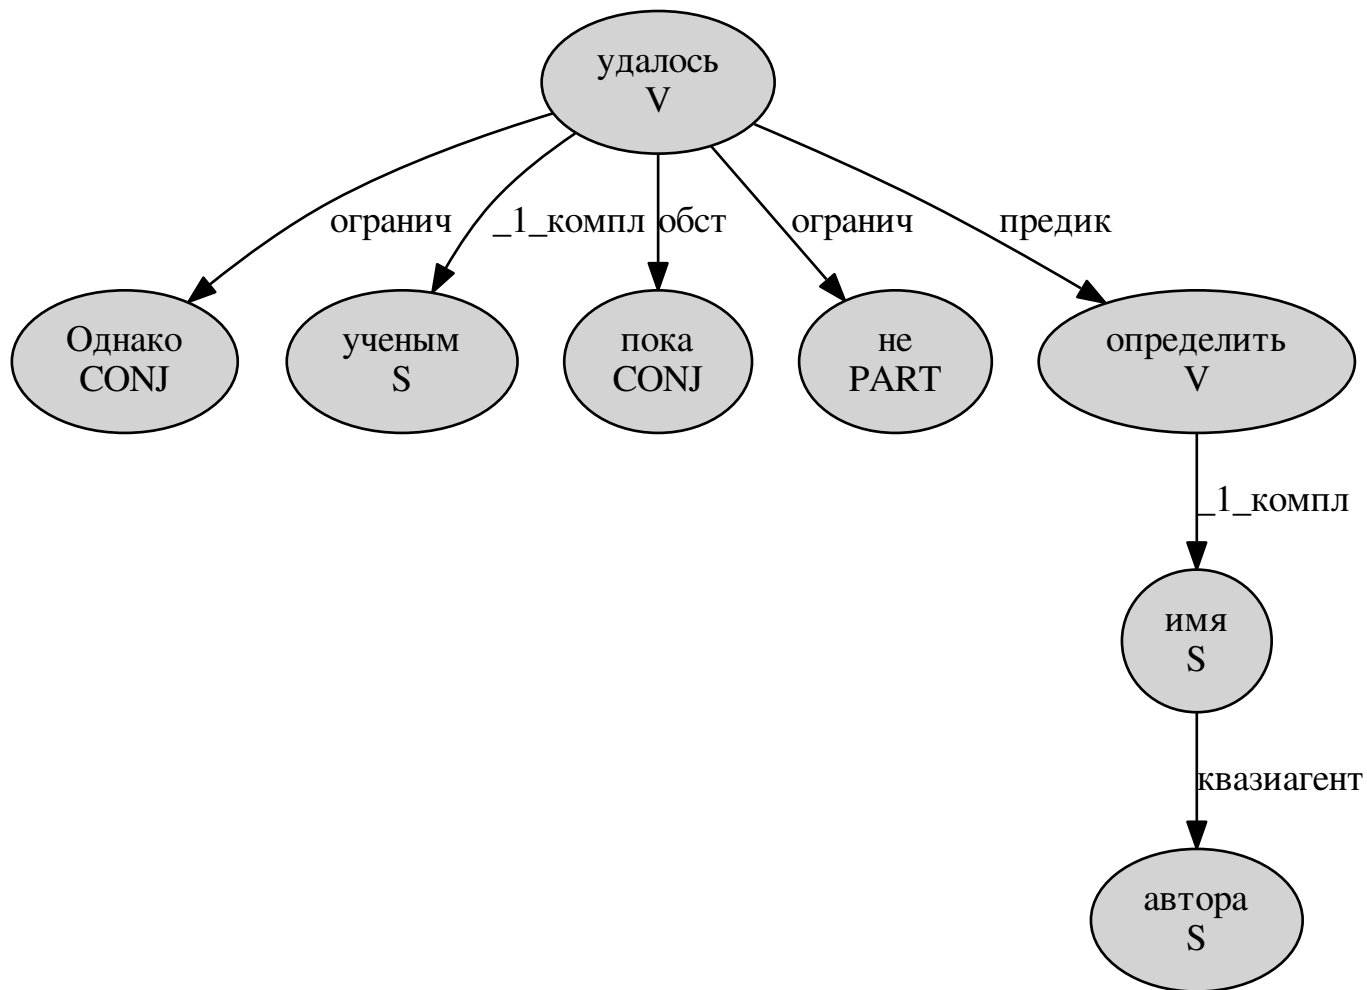 удалось
V
огранич
_1_компл
обст
огранич
предик
Однако
CONJ
ученым
S
пока
CONJ
не
PART
определить
V
_1_компл
имя
S
квазиагент
автора
S